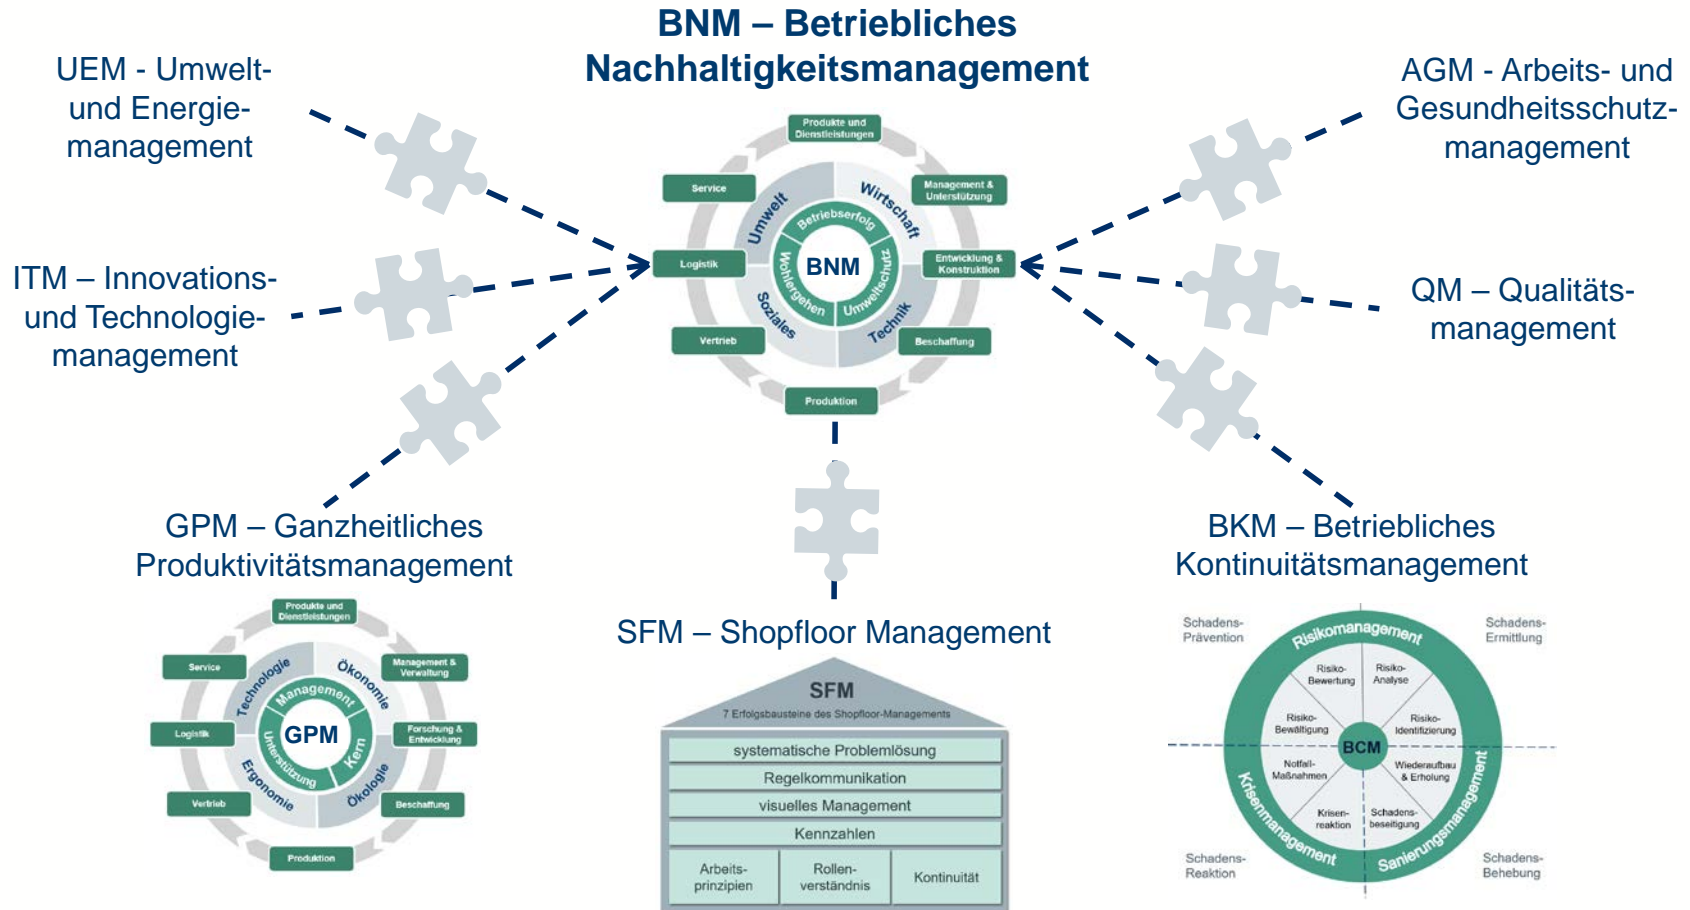 BNM – Betriebliches
Nachhaltigkeitsmanagement
UEM - Umwelt-
und Energie-
management
AGM - Arbeits- und
Gesundheitsschutz-
management
ITM – Innovations-
und Technologie-
management
QM – Qualitäts-
management
Produkte und
Dienstleistungen
Management &
Unterstützung
Entwicklung &
Konstruktion
Beschaffung
Produktion
Vertrieb
Logistik
Service
Umwelt
Wirtschaft
Technik
Soziales
Betriebserfolg
Umweltschutz
Wohlergehen
BNM
GPM – Ganzheitliches
Produktivitätsmanagement
Produkte und
Dienstleistungen
Management &
Verwaltung
Forschung &
Entwicklung
Beschaffung
Produktion
Vertrieb
Logistik
Service
Technologie
Ökonomie
Ökologie
Ergonomie
Management
Kern
Unterstützung
GPM
SFM – Shopfloor Management
SFM
7 Erfolgsbausteine des Shopfloor-Managements
systematische Problemlösung
Regelkommunikation
visuelles Management
Kennzahlen
Arbeits-
prinzipien
Rollen-
verständnis
Kontinuität
BKM – Betriebliches
Kontinuitätsmanagement
Schadens-
Prävention
Schadens-
Ermittlung
Risikomanagement
Risiko-
Bewertung
Risiko-
Analyse
Risiko-
Bewältigung
Risiko-
Identifizierung
BCM
Notfall-
Maßnahmen
Wiederaufbau
& Erholung
Krisen-
reaktion
Schadens-
beseitigung
Krisenmanagement
Sanierungsmanagement
Schadens-
Reaktion
Schadens-
Behebung